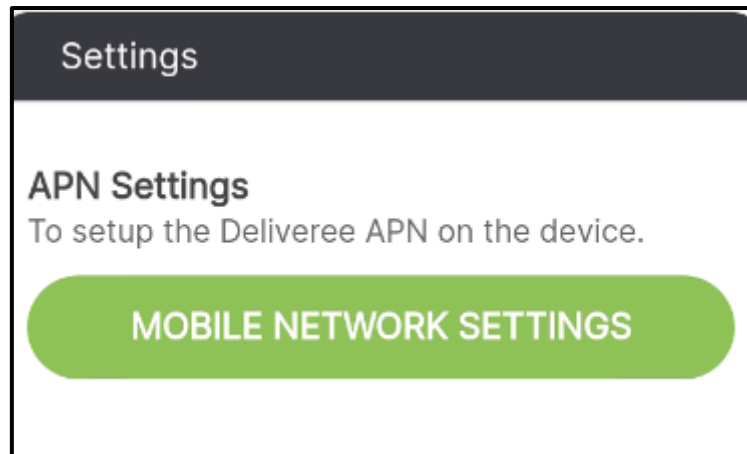 Settings
APN Settings
To setup the Deliveree APN on the device.
MOBILE NETWORK SETTINGS